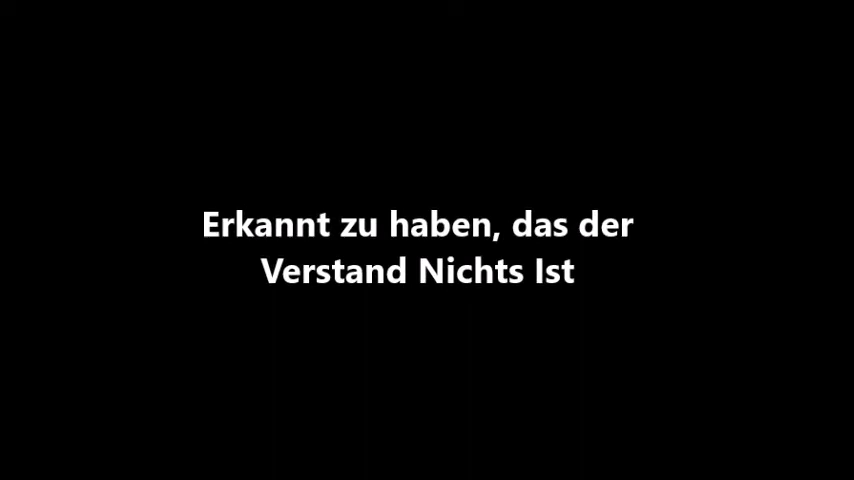 Erkannt zu haben, das der
Verstand Nichts Ist